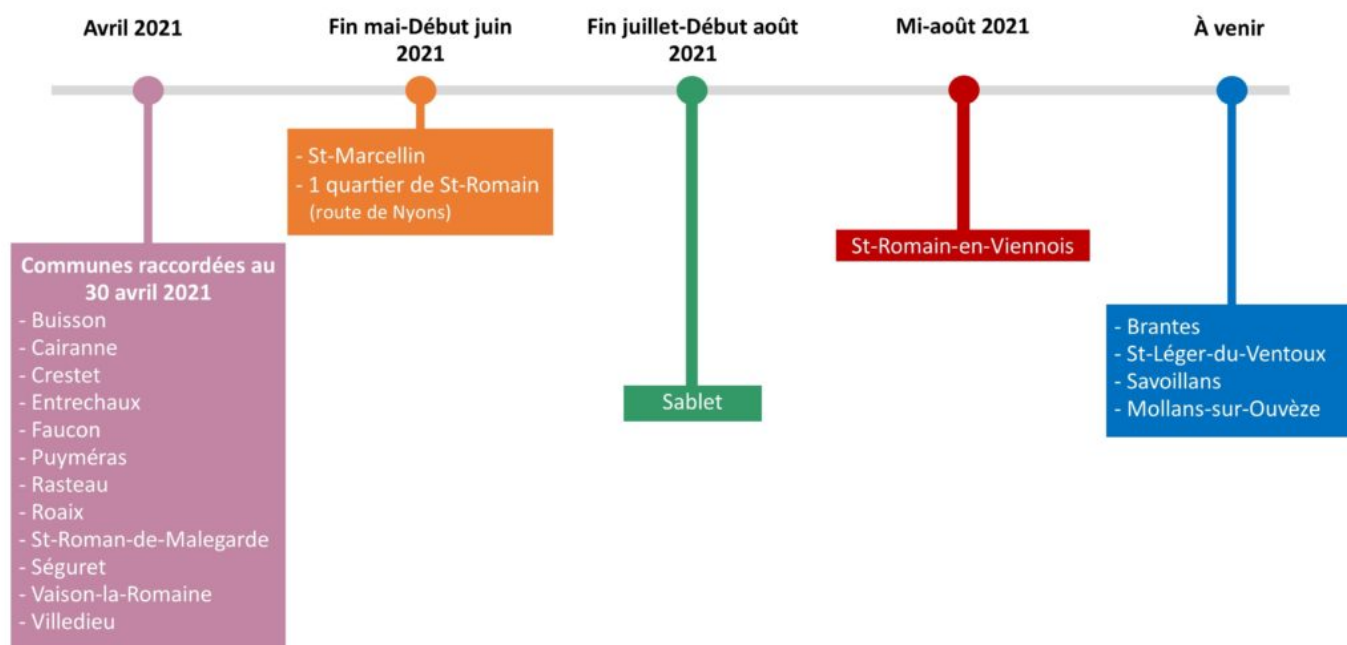 Avril 2021
Fin mai-Début juin
2021
Fin juillet-Début août
2021
Mi-août 2021
À venir
Communes raccordées au
30 avril 2021
- Buisson
- Cairanne
- Crestet
- Entrechaux
- Faucon
- Puyméras
- Rasteau
- Roaix
- St-Roman-de-Malegarde
- Séguret
- Vaison-la-Romaine
- Villedieu
- St-Marcellin
- 1 quartier de St-Romain
(route de Nyons)
Sablet
St-Romain-en-Viennois
- Brantes
- St-Léger-du-Ventoux
- Savoillans
- Mollans-sur-Ouvèze